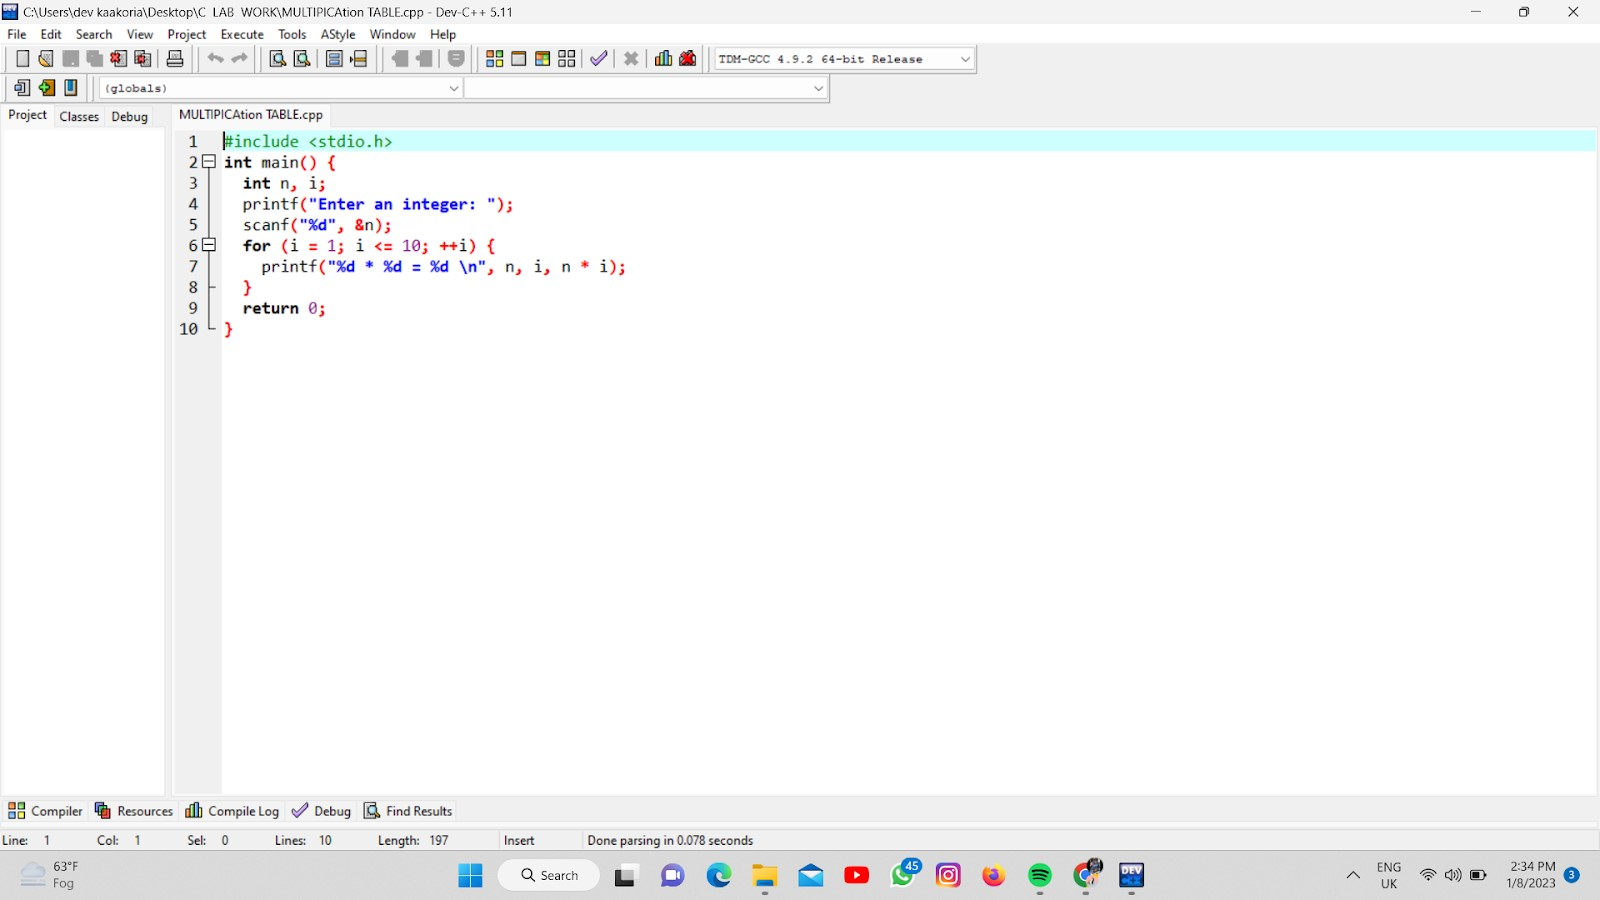 C:\Users\dev kaakoria\Desktop\C LAB WORK\MULTIPICAtion TABLE.cpp - Dev-C++ 5.11
File Edit Search View Project Execute Tools AStyle Window Help
TDM-GCC 4.9.2 64-bit Release
(globals)
Project Classes Debug MULTIPICAtion TABLE.cpp
1 #include <stdio.h>
2 int main() {
3 int n, i;
4 printf("Enter an integer: ");
5 scanf("%d", &n);
6 for (i = 1; i <= 10; ++i) {
7 printf("%d * %d = %d \n", n, i, n * i);
8 }
9 return 0;
10 }
Compiler Resources Compile Log Debug Find Results
Line: 1 Col: 1 Sel: 0 Lines: 10 Length: 197 Insert Done parsing in 0.078 seconds
63°F
Fog
Search
45
DEV
ENG
UK
2:34 PM
1/8/2023
3